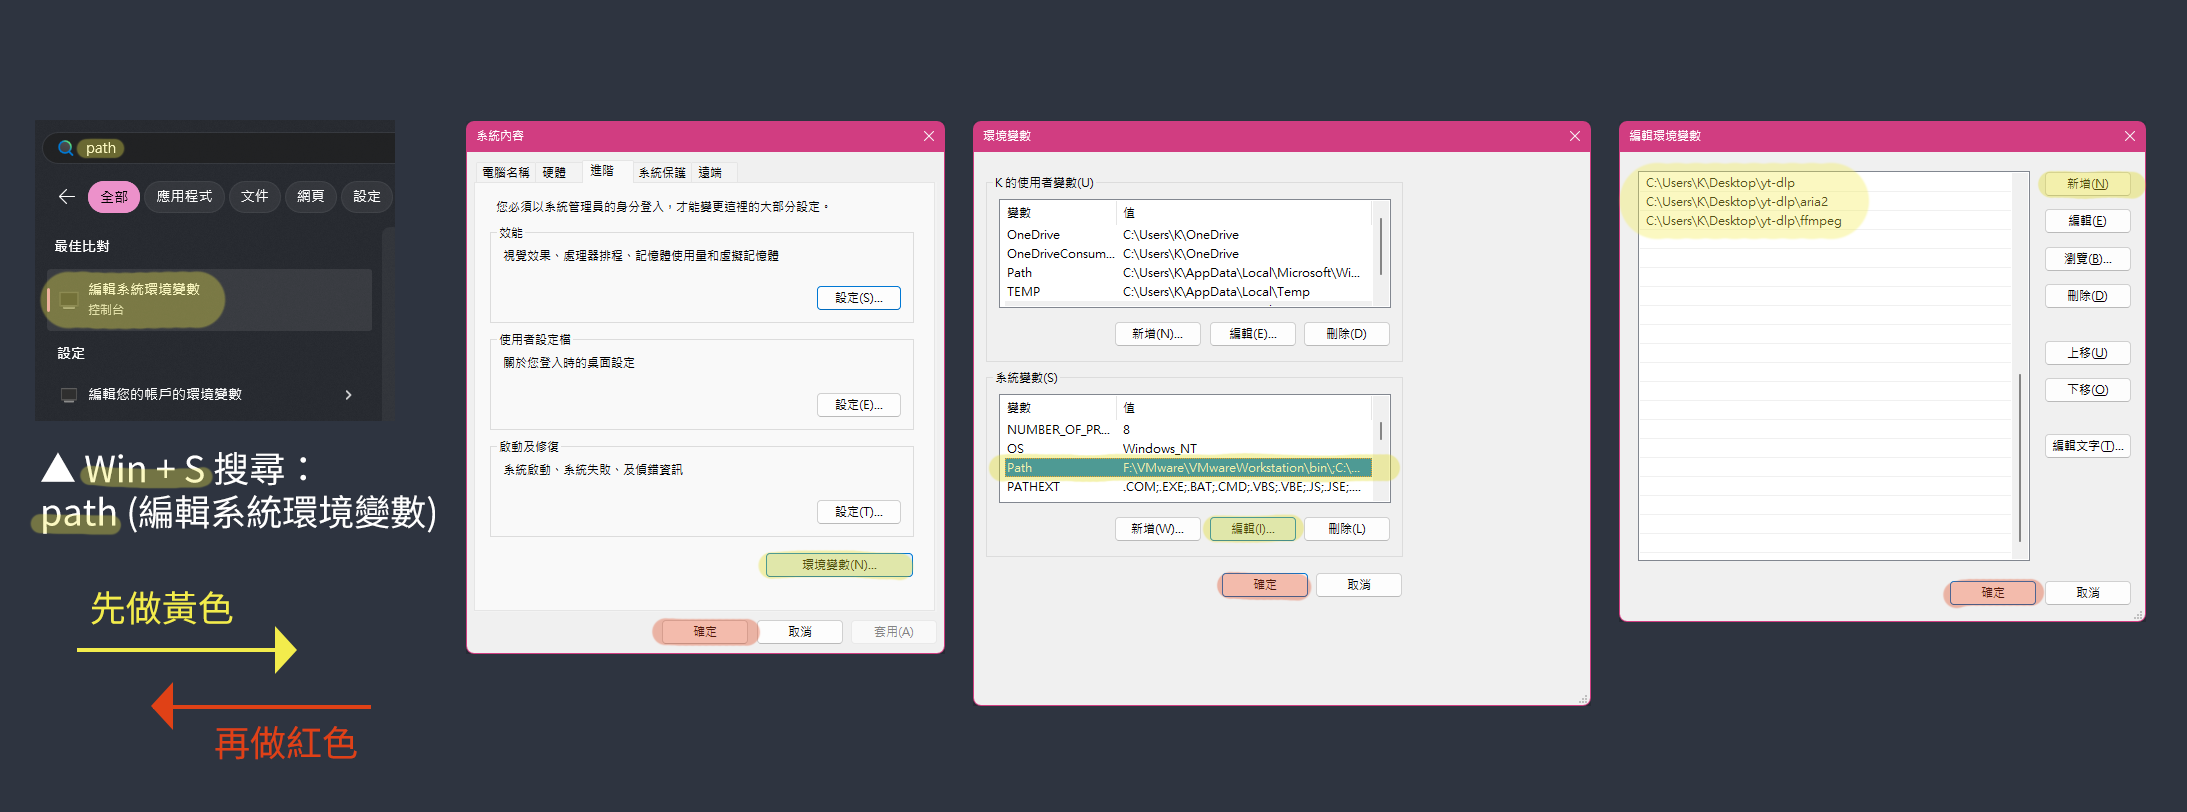 path
全部
應用程式
文件
網頁
設定
最佳比對
編輯系統環境變數
控制台
設定
編輯您的帳戶的環境變數
▲ Win + S 搜尋：
path (編輯系統環境變數)
先做黃色
再做紅色
系統內容
電腦名稱
硬體
進階
系統保護
遠端
您必須以系統管理員的身分登入，才能變更這裡的大部分設定。
效能
視覺效果、處理器排程、記憶體使用量和虛擬記憶體
設定(S)...
使用者設定檔
關於您登入時的桌面設定
設定(E)...
啟動及修復
系統啟動、系統失敗、及偵錯資訊
設定(T)...
環境變數(N)...
確定
取消
套用(A)
環境變數
K 的使用者變數(U)
變數 值
OneDrive C:\Users\K\OneDrive
OneDriveConsum... C:\Users\K\OneDrive
Path C:\Users\K\AppData\Local\Microsoft\Wi...
TEMP C:\Users\K\AppData\Local\Temp
新增(N)...
編輯(E)...
刪除(D)
系統變數(S)
變數 值
NUMBER_OF_PR... 8
OS Windows_NT
Path F:\VMware\VMwareWorkstation\bin\;C:\...
PATHEXT .COM;.EXE;.BAT;.CMD;.VBS;.VBE;.JS;.JSE;....
新增(W)...
編輯(I)...
刪除(L)
確定
取消
編輯環境變數
C:\Users\K\Desktop\yt-dlp
C:\Users\K\Desktop\yt-dlp\aria2
C:\Users\K\Desktop\yt-dlp\ffmpeg
新增(N)
編輯(E)
瀏覽(B)...
刪除(D)
上移(U)
下移(O)
編輯文字(T)...
確定
取消